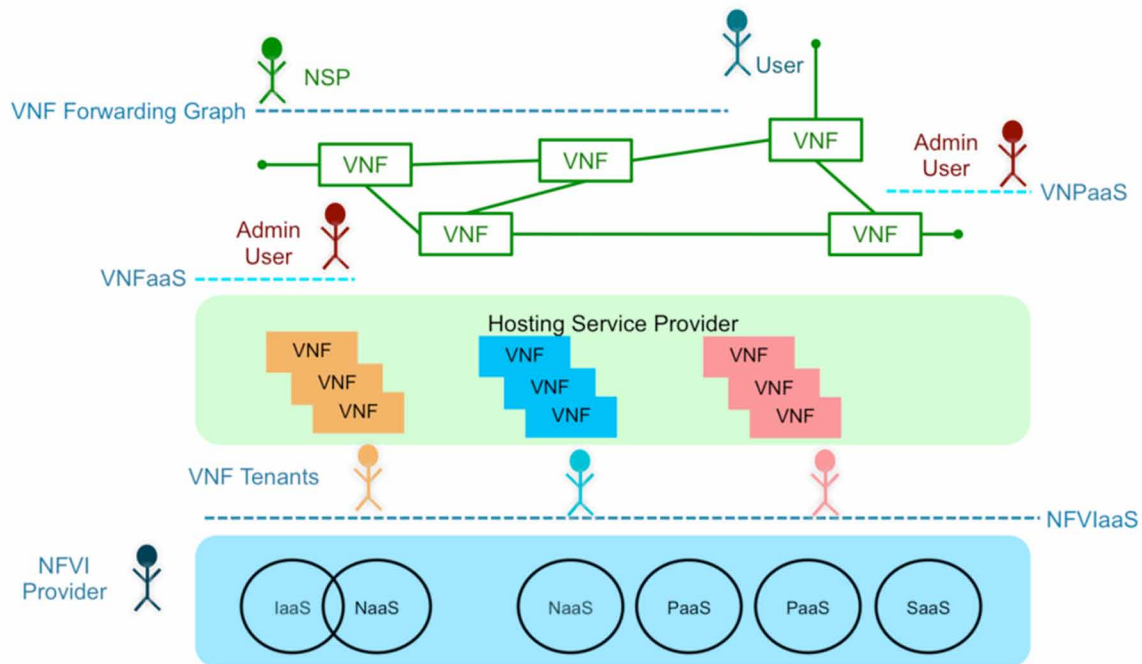 NSP
User
VNF Forwarding Graph
VNF
VNF
VNF
Admin
User
VNPaaS
VNF
VNF
Admin
User
VNFaaS
Hosting Service Provider
VNF
VNF
VNF
VNF
VNF
VNF
VNF
VNF
VNF
VNF Tenants
NFVIaaS
NFVI
Provider
IaaS
NaaS
NaaS
PaaS
PaaS
SaaS